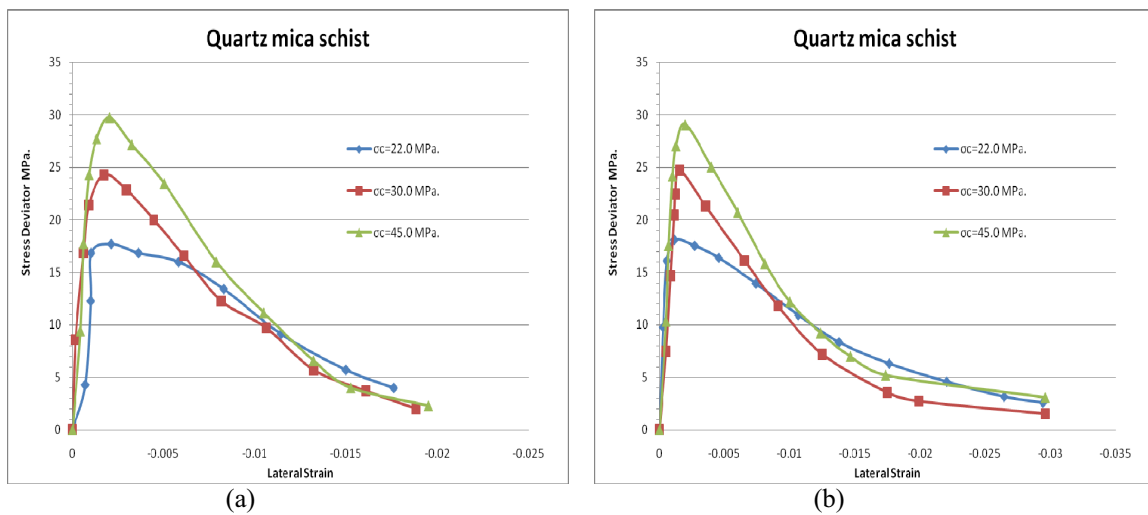 Quartz mica schist
35
30
25
20
15
10
5
0
Stress Deviator MPa.
σc=22.0 MPa.
σc=30.0 MPa.
σc=45.0 MPa.
0 -0.005 -0.01 -0.015 -0.02 -0.025
Lateral Strain
(a)
Quartz mica schist
35
30
25
20
15
10
5
0
Stress Deviator MPa.
σc=22.0 MPa.
σc=30.0 MPa.
σc=45.0 MPa.
0 -0.005 -0.01 -0.015 -0.02 -0.025 -0.03 -0.035
Lateral Strain
(b)